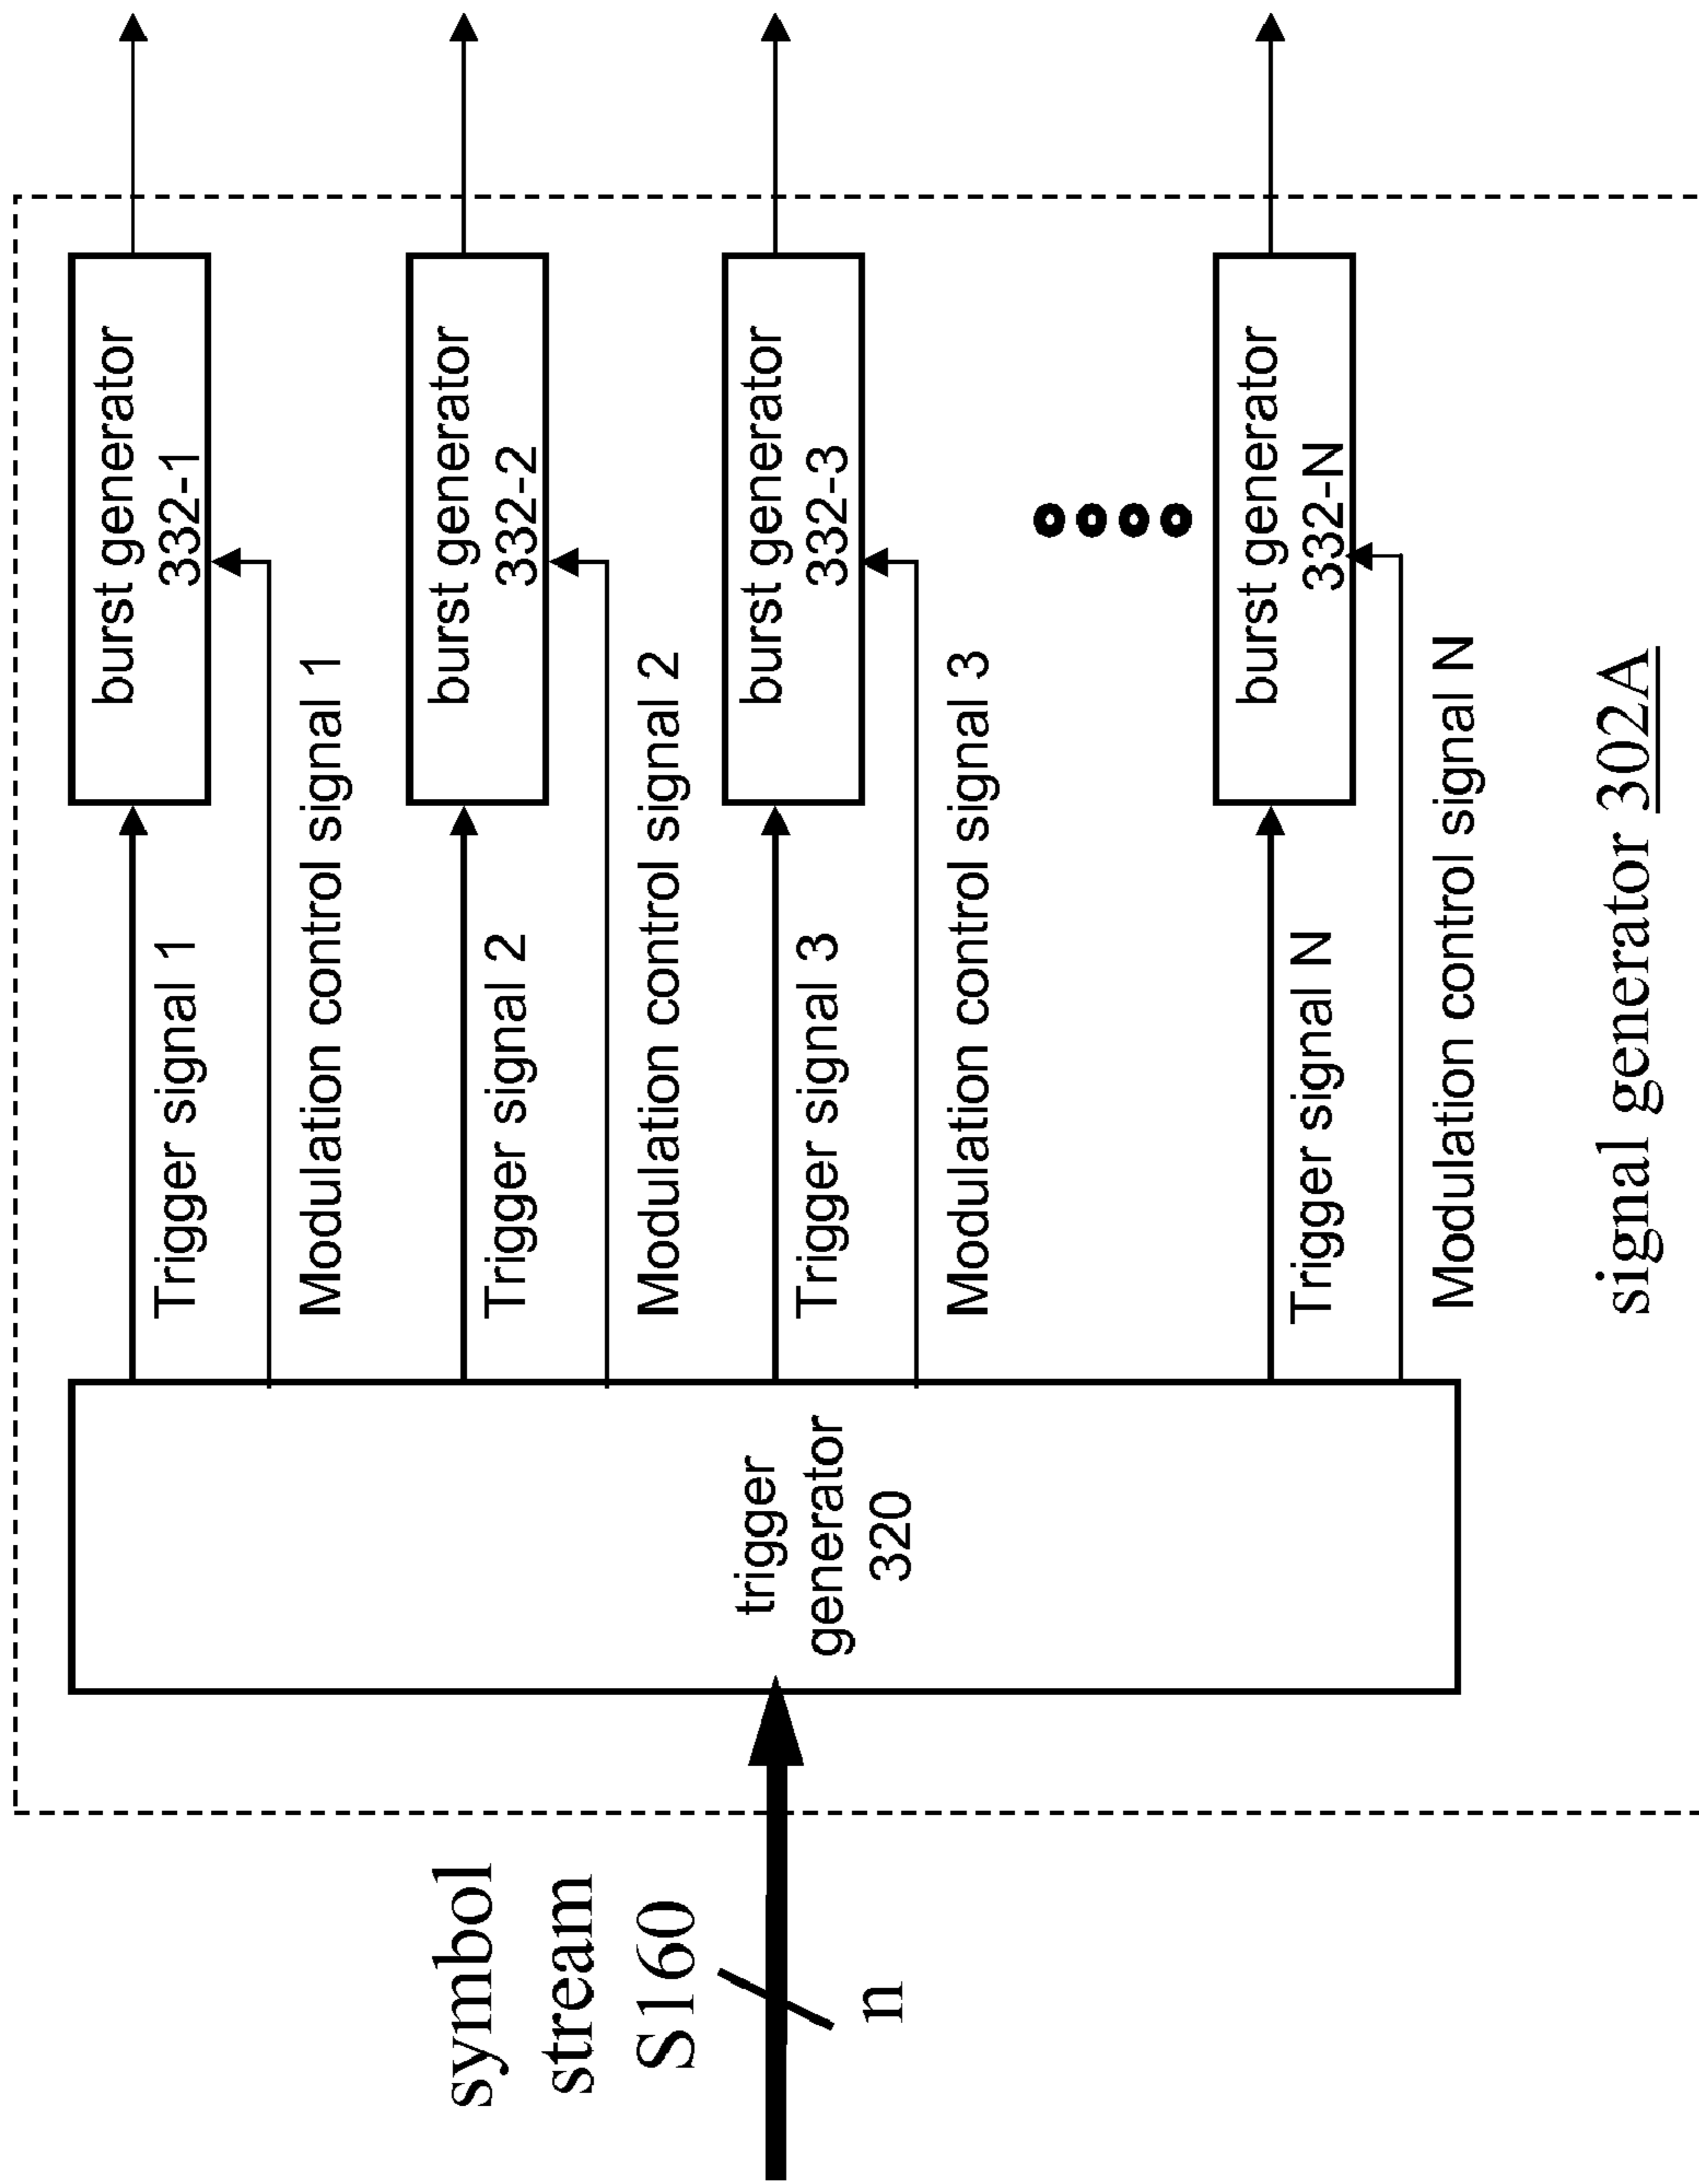 symbol
stream
S160
n
trigger
generator
320
Trigger signal 1
Modulation control signal 1
burst generator
332-1
Trigger signal 2
Modulation control signal 2
burst generator
332-2
Trigger signal 3
Modulation control signal 3
burst generator
332-3
Trigger signal N
Modulation control signal N
burst generator
332-N
signal generator 302A